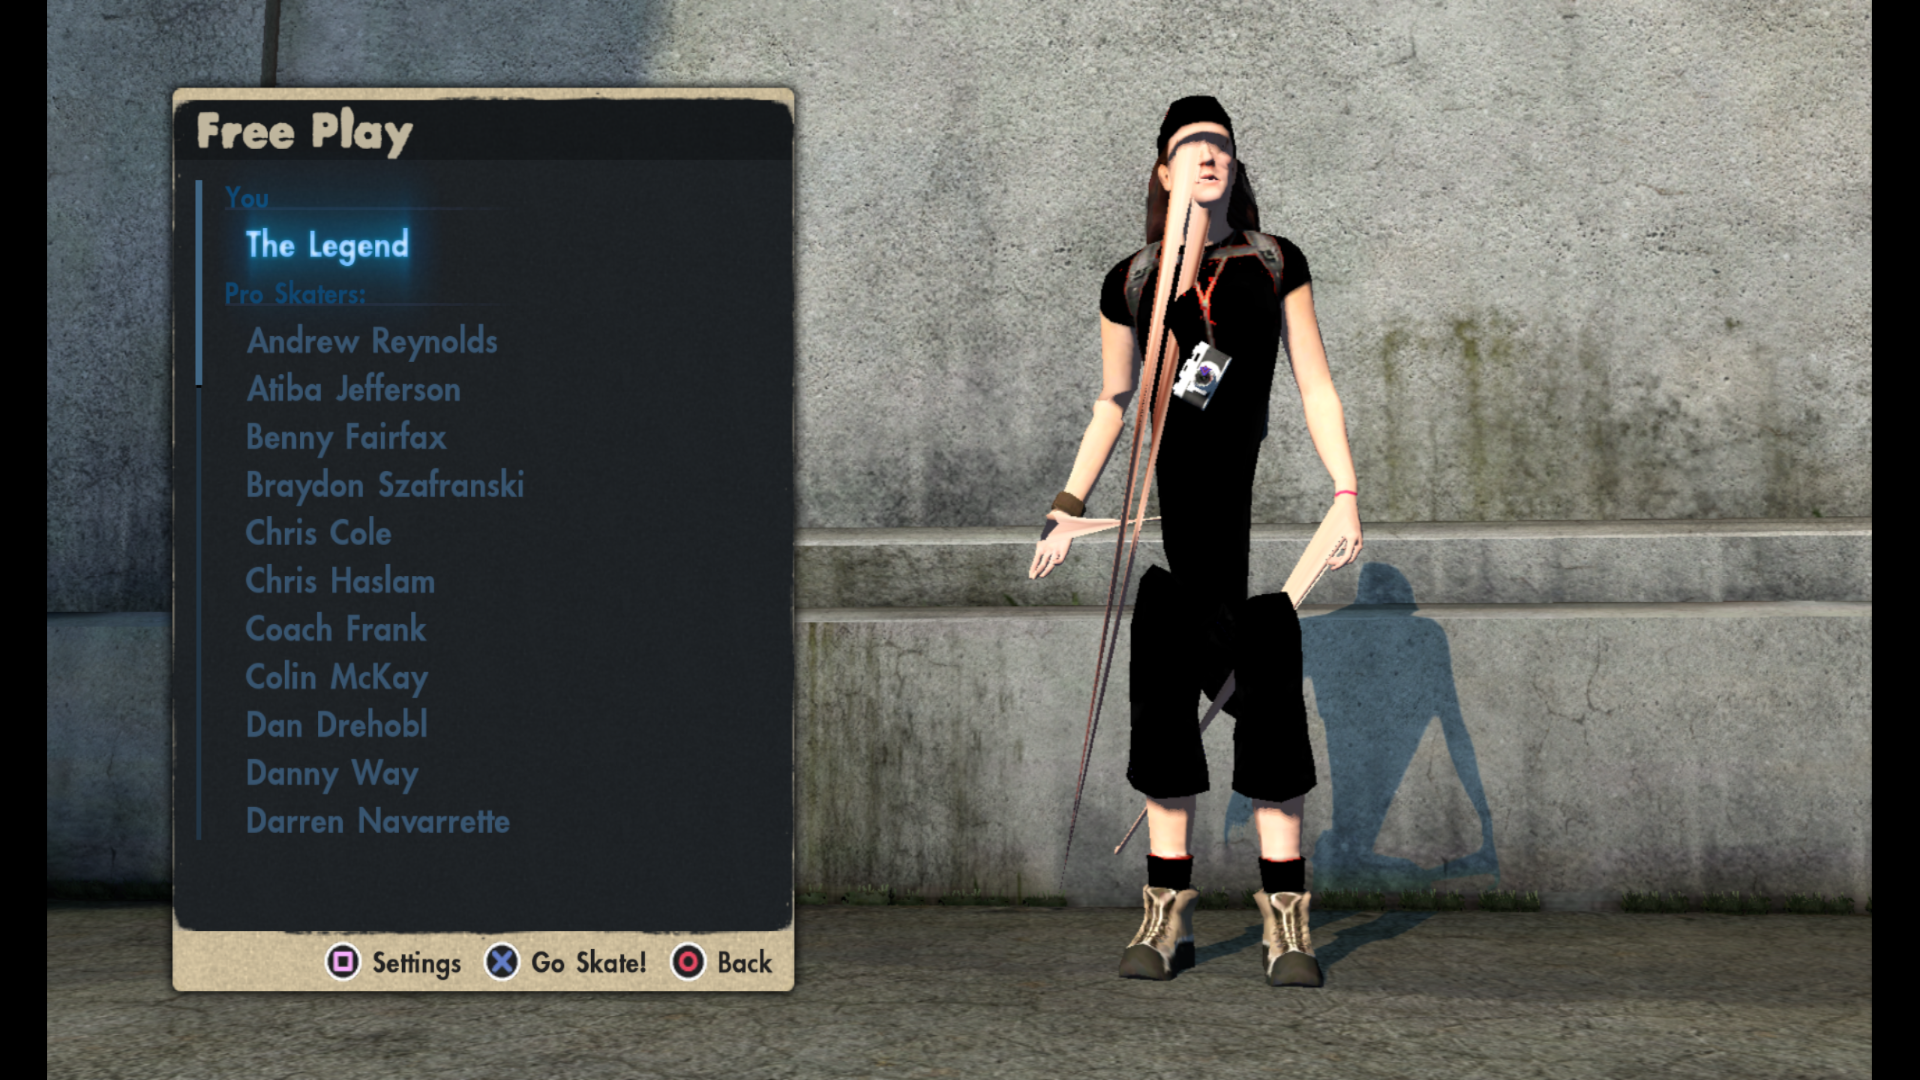 Free Play
You
The Legend
Pro Skaters:
Andrew Reynolds
Atiba Jefferson
Benny Fairfax
Braydon Szafranski
Chris Cole
Chris Haslam
Coach Frank
Colin McKay
Dan Drehobl
Danny Way
Darren Navarrette
Settings Go Skate! Back